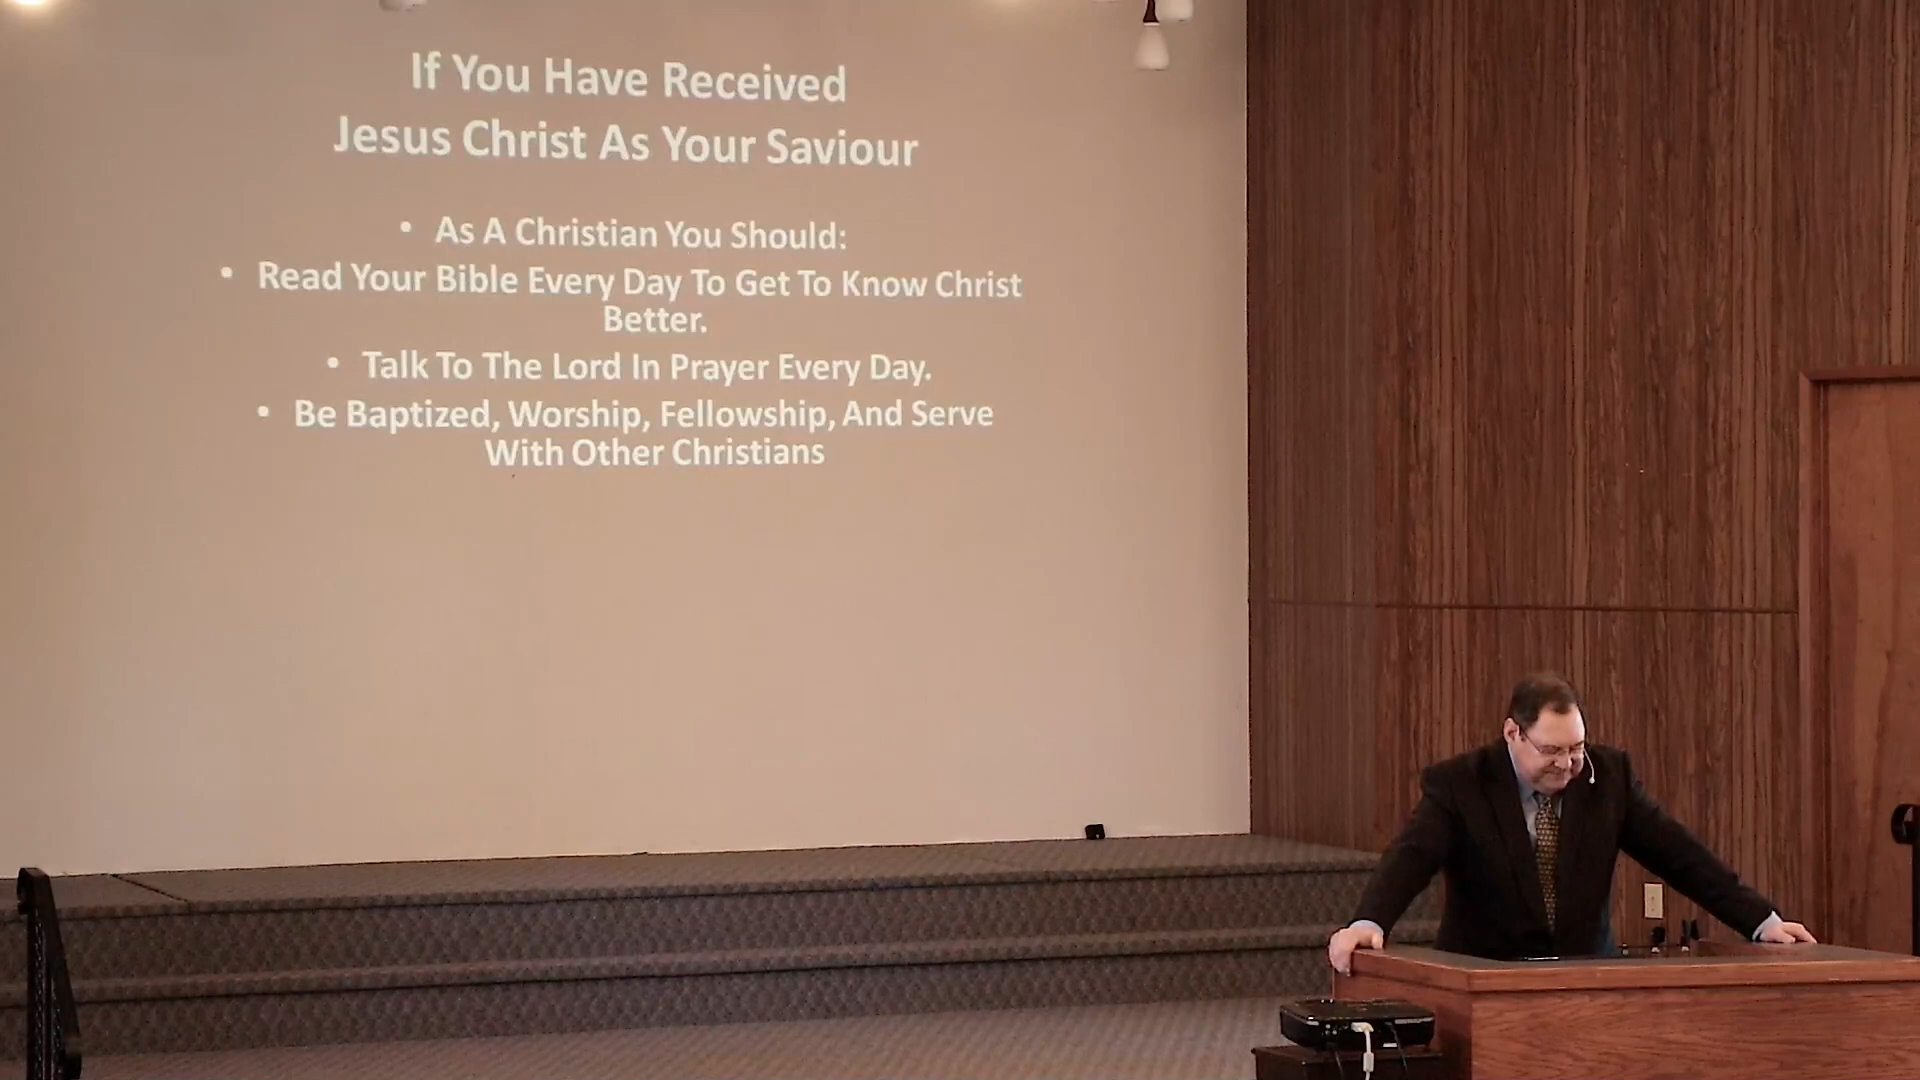 If You Have Received
Jesus Christ As Your Saviour
• As A Christian You Should:
• Read Your Bible Every Day To Get To Know Christ
Better.
• Talk To The Lord In Prayer Every Day.
• Be Baptized, Worship, Fellowship, And Serve
With Other Christians